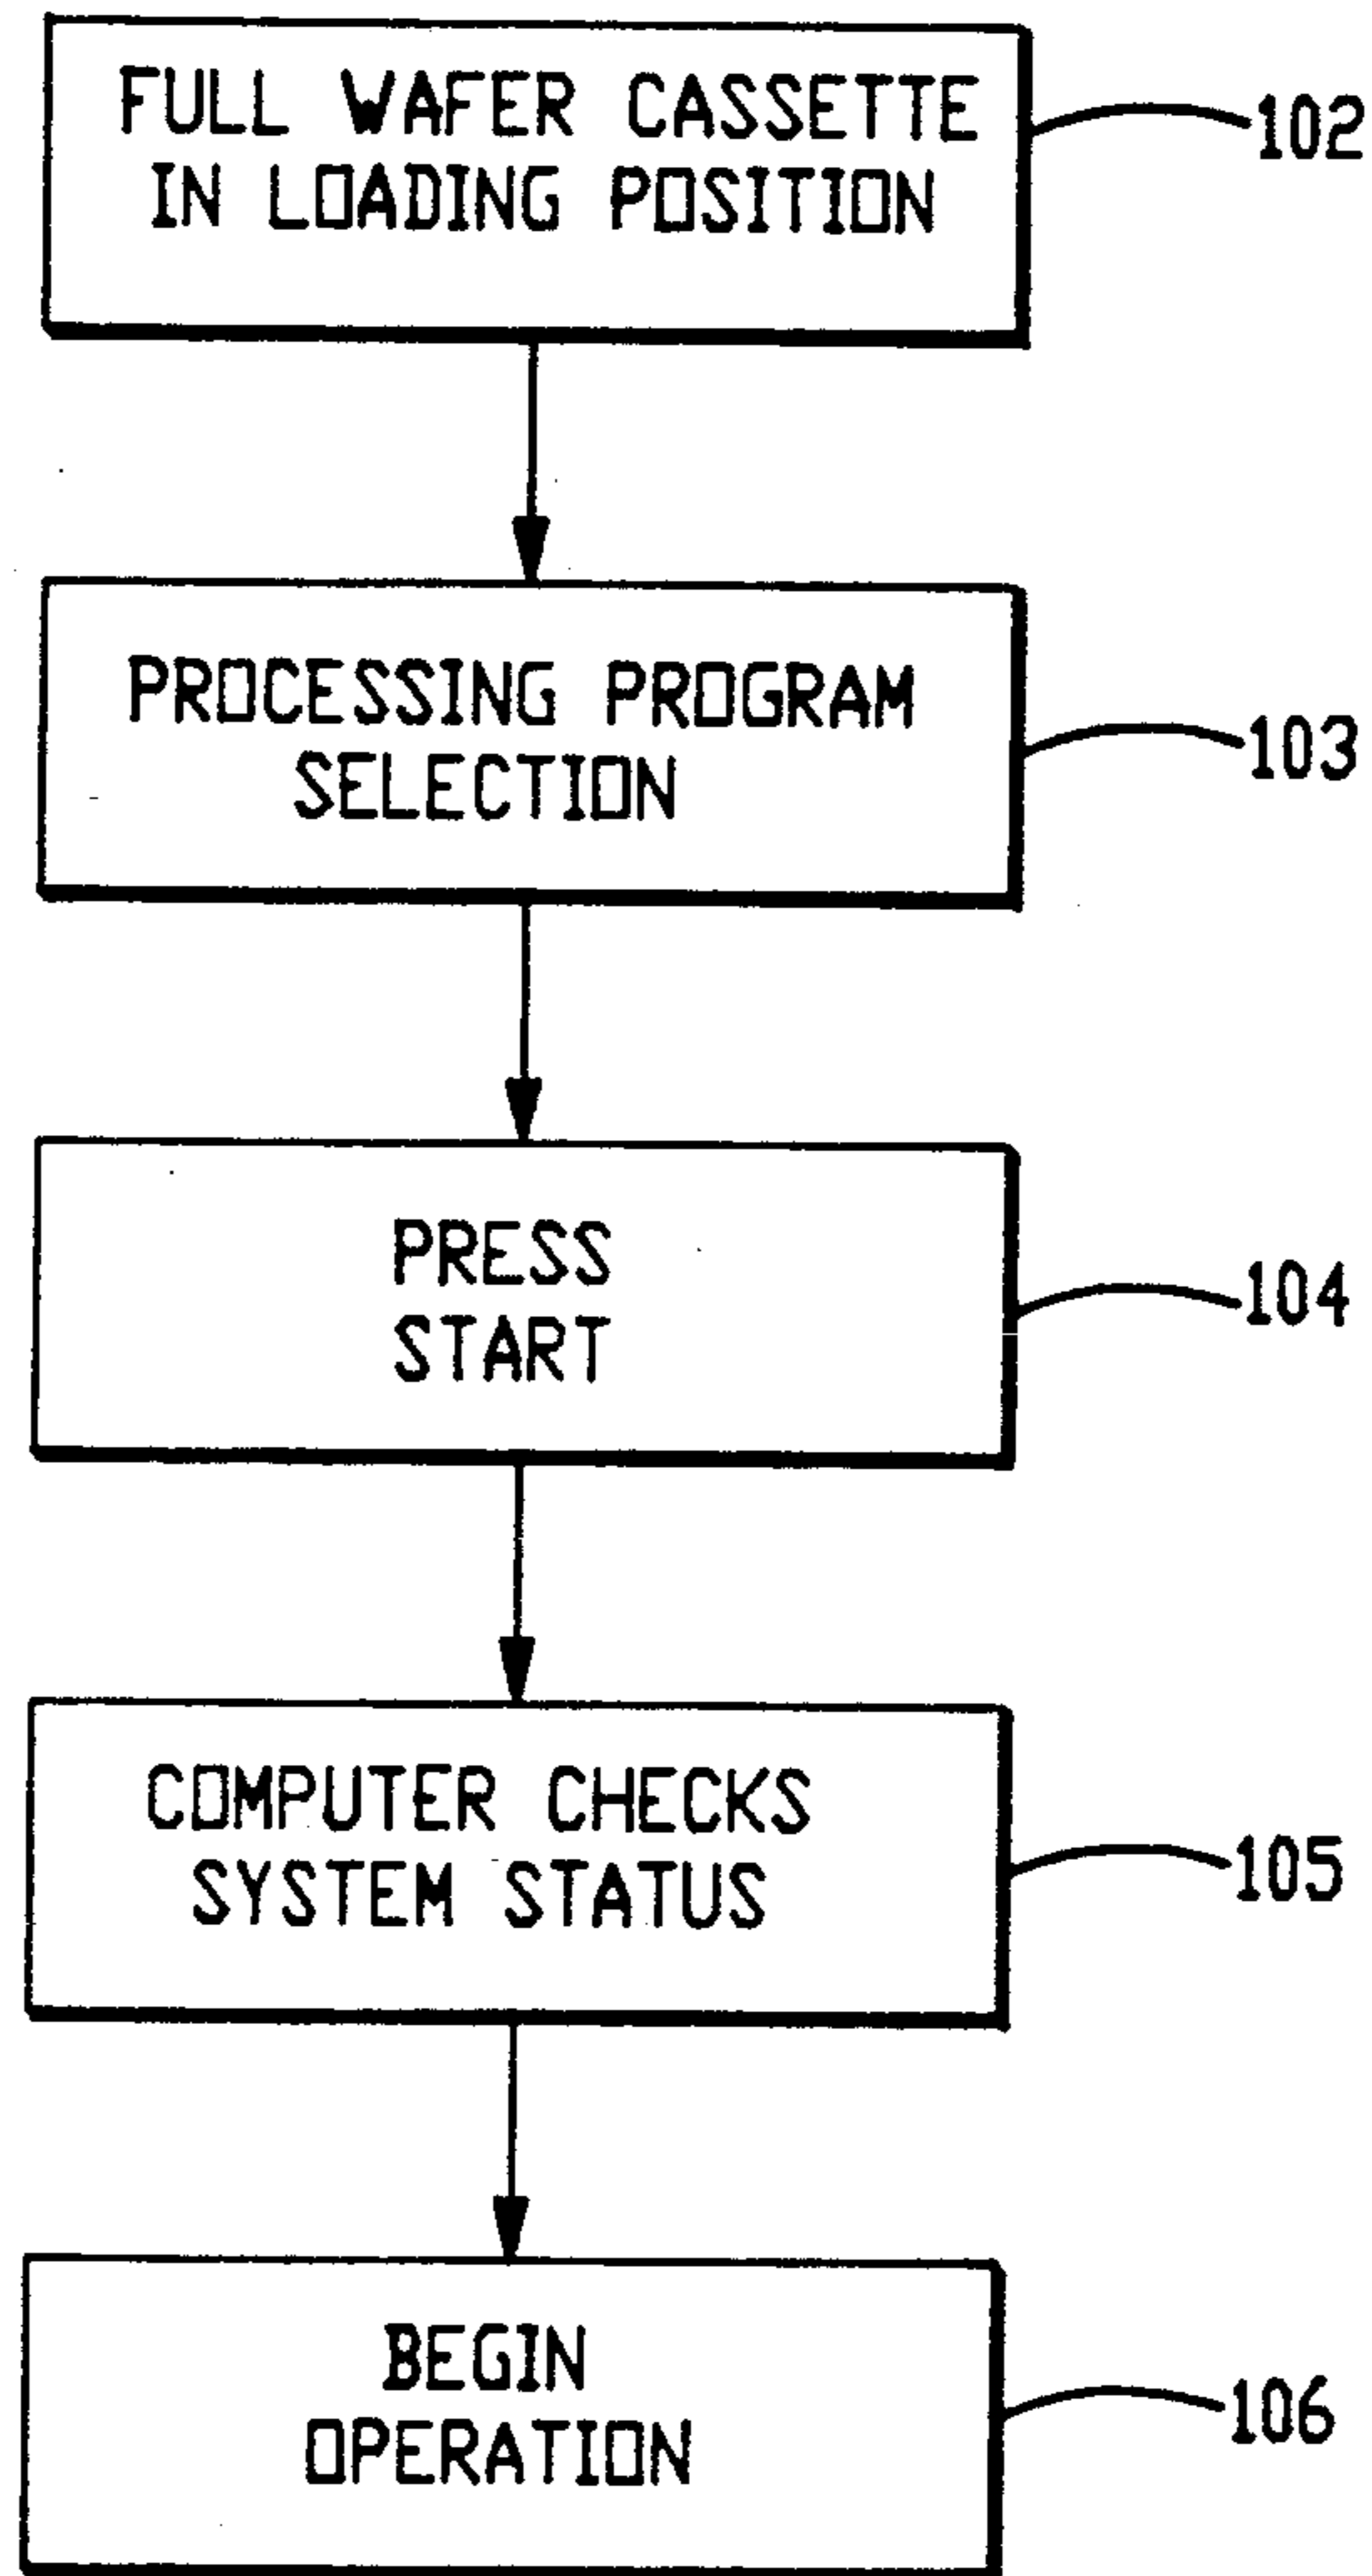 FULL WAFER CASSETTE
IN LOADING POSITION
102
PROCESSING PROGRAM
SELECTION
103
PRESS
START
104
COMPUTER CHECKS
SYSTEM STATUS
105
BEGIN
OPERATION
106